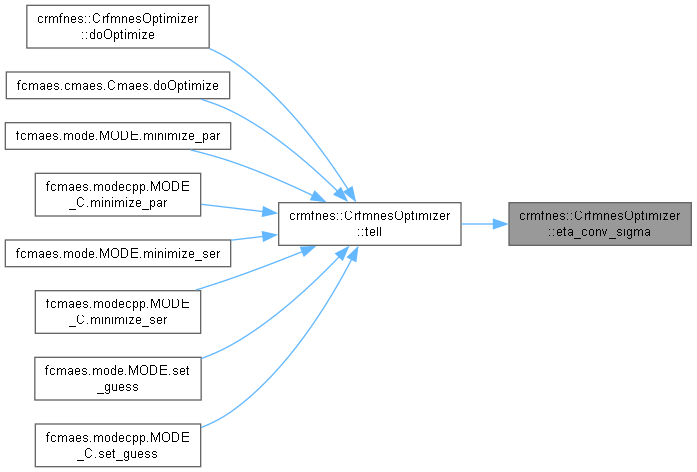 crmfnes::CrfmnesOptimizer
::doOptimize
fcmaes.cmaes.Cmaes.doOptimize
fcmaes.mode.MODE.minimize_par
fcmaes.modecpp.MODE
_C.minimize_par
fcmaes.mode.MODE.minimize_ser
fcmaes.modecpp.MODE
_C.minimize_ser
fcmaes.mode.MODE.set
_guess
fcmaes.modecpp.MODE
_C.set_guess
crmfnes::CrfmnesOptimizer
::tell
crmfnes::CrfmnesOptimizer
::eta_conv_sigma